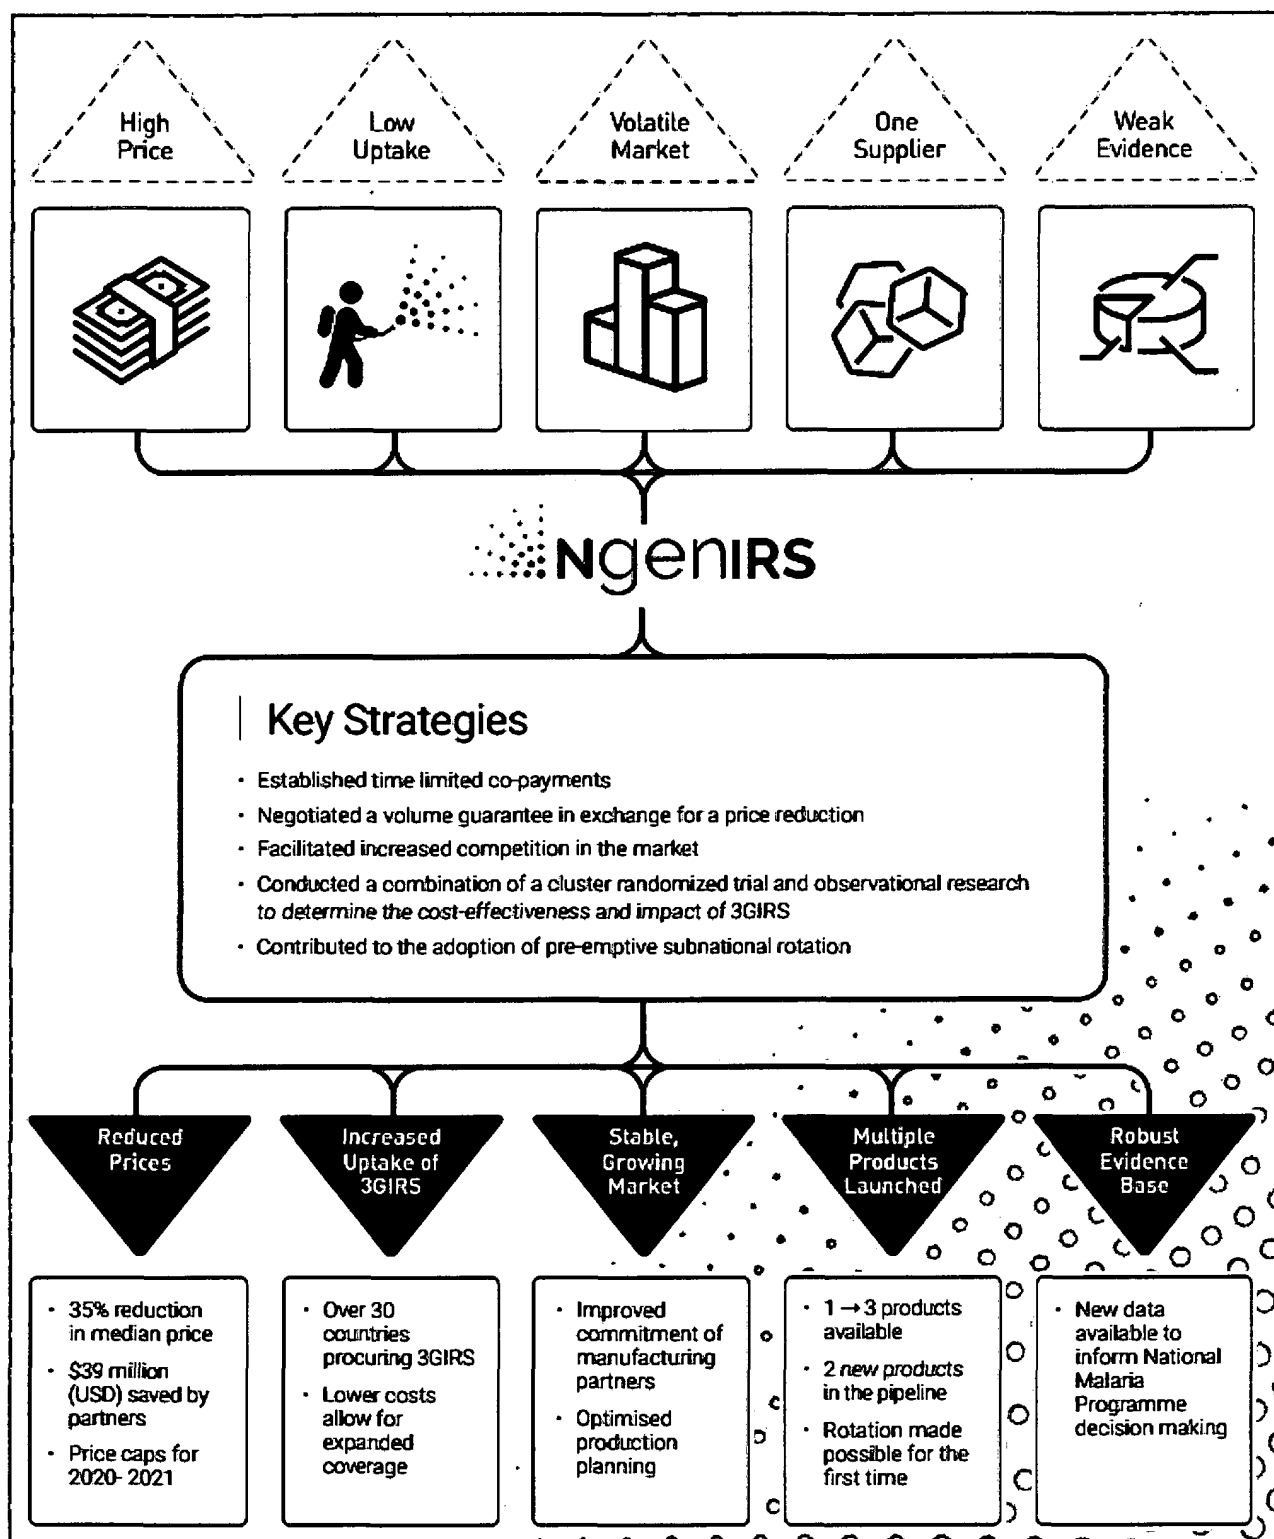 High
Price
Low
Uptake
Volatile
Market
One
Supplier
Weak
Evidence
NgenIRS
Key Strategies
· Established time limited co-payments
· Negotiated a volume guarantee in exchange for a price reduction
· Facilitated increased competition in the market
· Conducted a combination of a cluster randomized trial and observational research
to determine the cost-effectiveness and impact of 3GIRS
· Contributed to the adoption of pre-emptive subnational rotation
Reduced
Prices
Increased
Uptake of
3GIRS
Stable,
Growing
Market
Multiple
Products
Launched
Robust
Evidence
Base
· 35% reduction
in median price
· $39 million
(USD) saved by
partners
· Price caps for
2020- 2021
· Over 30
countries
procuring 3GIRS
· Lower costs
allow for
expanded
coverage
· Improved
commitment of
manufacturing
partners
· Optimised
production
planning
· 1 → 3 products
available
· 2 new products
in the pipeline
· Rotation made
possible for the
first time
· New data
available to
inform National
Malaria
Programme
decision making